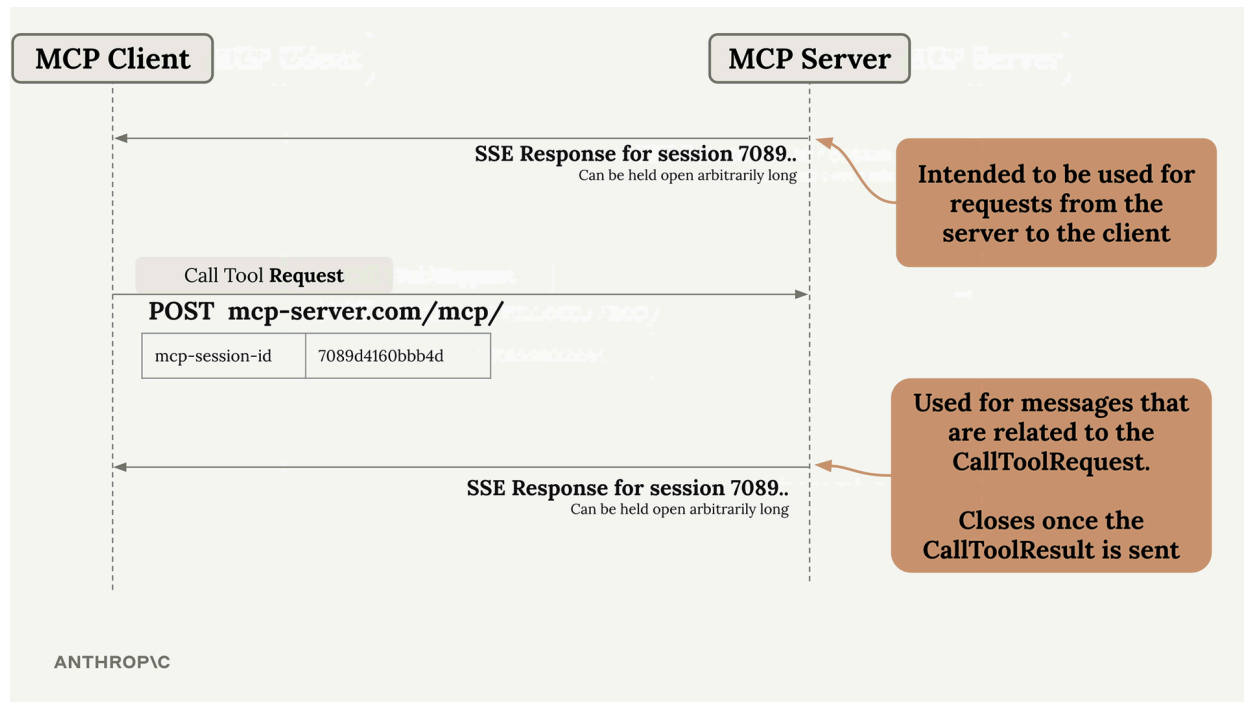 MCP Client
MCP Server
SSE Response for session 7089..
Can be held open arbitrarily long
Intended to be used for
requests from the
server to the client
Call Tool Request
POST mcp-server.com/mcp/
mcp-session-id
7089d4160bbb4d
Used for messages that
are related to the
CallToolRequest.
Closes once the
CallToolResult is sent
SSE Response for session 7089..
Can be held open arbitrarily long
ANTHROP\C